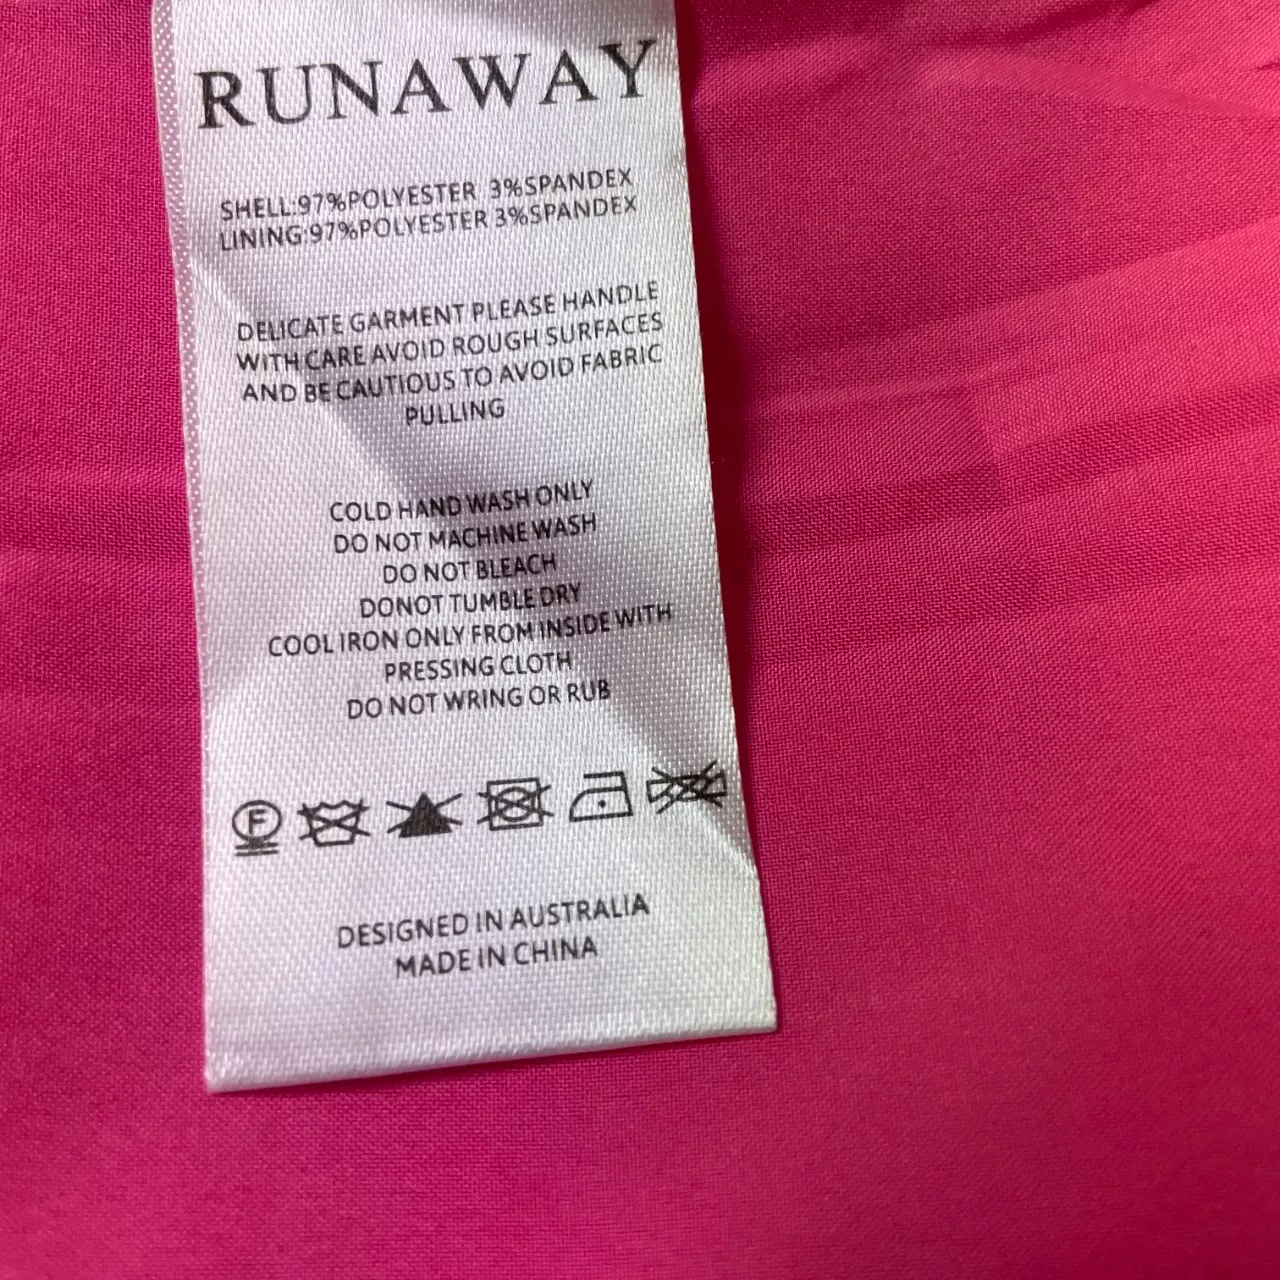 RUNAWAY
SHELL:97%POLYESTER 3%SPANDEX
LINING:97%POLYESTER 3%SPANDEX
DELICATE GARMENT PLEASE HANDLE
WITH CARE AVOID ROUGH SURFACES
AND BE CAUTIOUS TO AVOID FABRIC
PULLING
COLD HAND WASH ONLY
DO NOT MACHINE WASH
DO NOT BLEACH
DONOT TUMBLE DRY
COOL IRON ONLY FROM INSIDE WITH
PRESSING CLOTH
DO NOT WRING OR RUB
F
DESIGNED IN AUSTRALIA
MADE IN CHINA